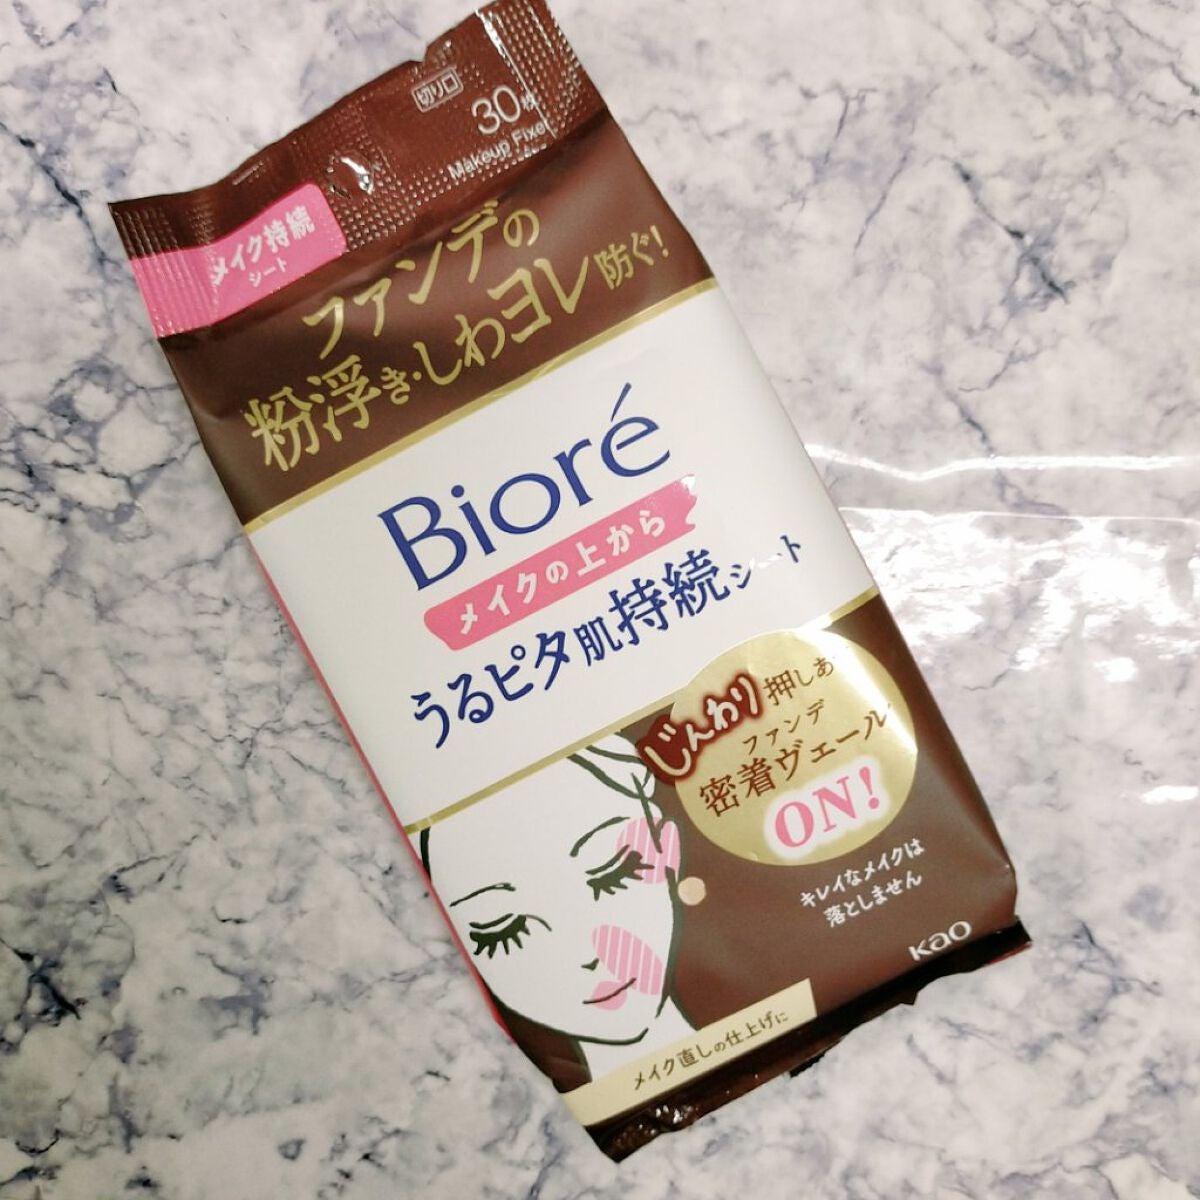 切り口
30枚
Makeup Fixer
メイク持続
シート
ファンデの
粉浮き・しわヨレ防ぐ!
Bioré
メイクの上から
うるピタ肌持続シート
じんわり押しあ
ファンデ
密着ヴェール
ON!
キレイなメイクは
落としません
Kao
メイク直しの仕上げに